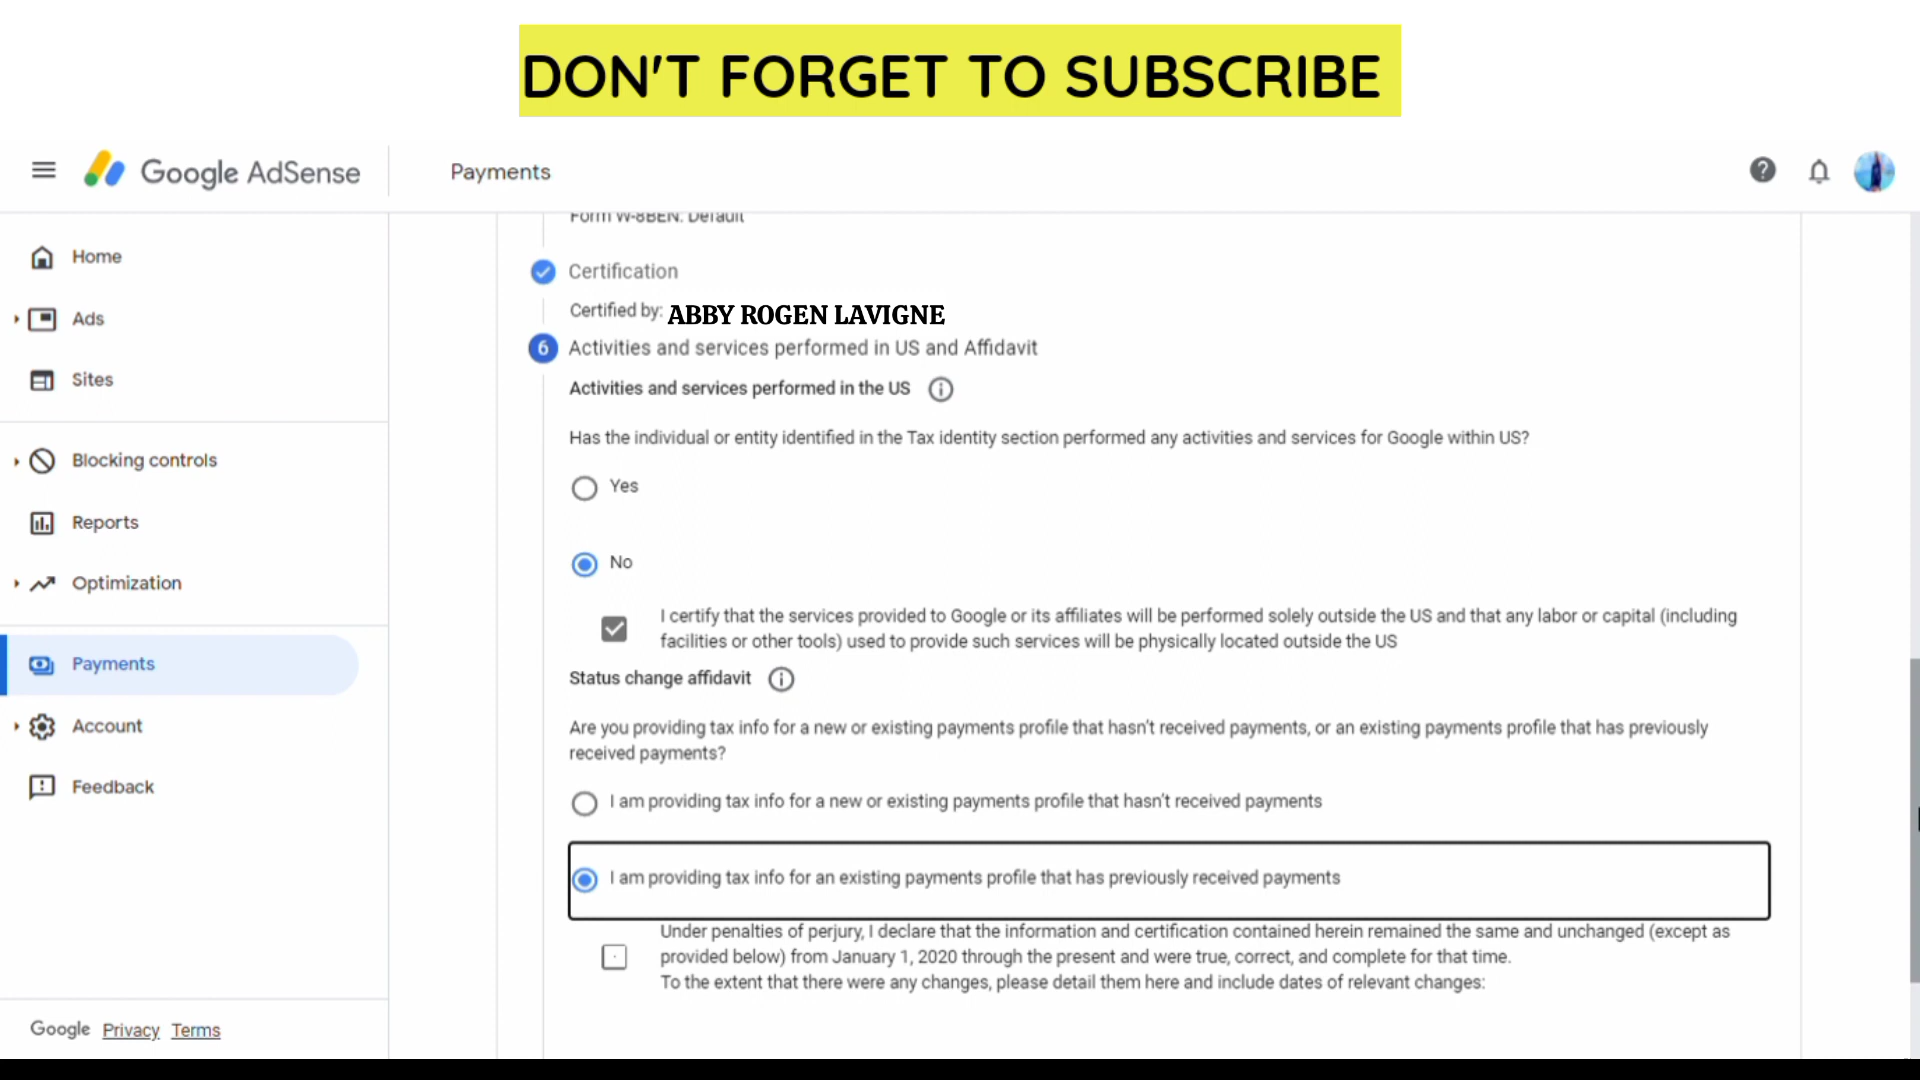 DON'T FORGET TO SUBSCRIBE
Google AdSense
Payments
Home
Ads
Sites
Blocking controls
Reports
Optimization
Payments
Account
Feedback
Google Privacy Terms
Form W-8BEN: Default
Certification
Certified by: ABBY ROGEN LAVIGNE
6 Activities and services performed in US and Affidavit
Activities and services performed in the US
Has the individual or entity identified in the Tax identity section performed any activities and services for Google within US?
Yes
No
I certify that the services provided to Google or its affiliates will be performed solely outside the US and that any labor or capital (including
facilities or other tools) used to provide such services will be physically located outside the US
Status change affidavit
Are you providing tax info for a new or existing payments profile that hasn't received payments, or an existing payments profile that has previously
received payments?
I am providing tax info for a new or existing payments profile that hasn't received payments
I am providing tax info for an existing payments profile that has previously received payments
Under penalties of perjury, I declare that the information and certification contained herein remained the same and unchanged (except as
provided below) from January 1, 2020 through the present and were true, correct, and complete for that time.
To the extent that there were any changes, please detail them here and include dates of relevant changes: